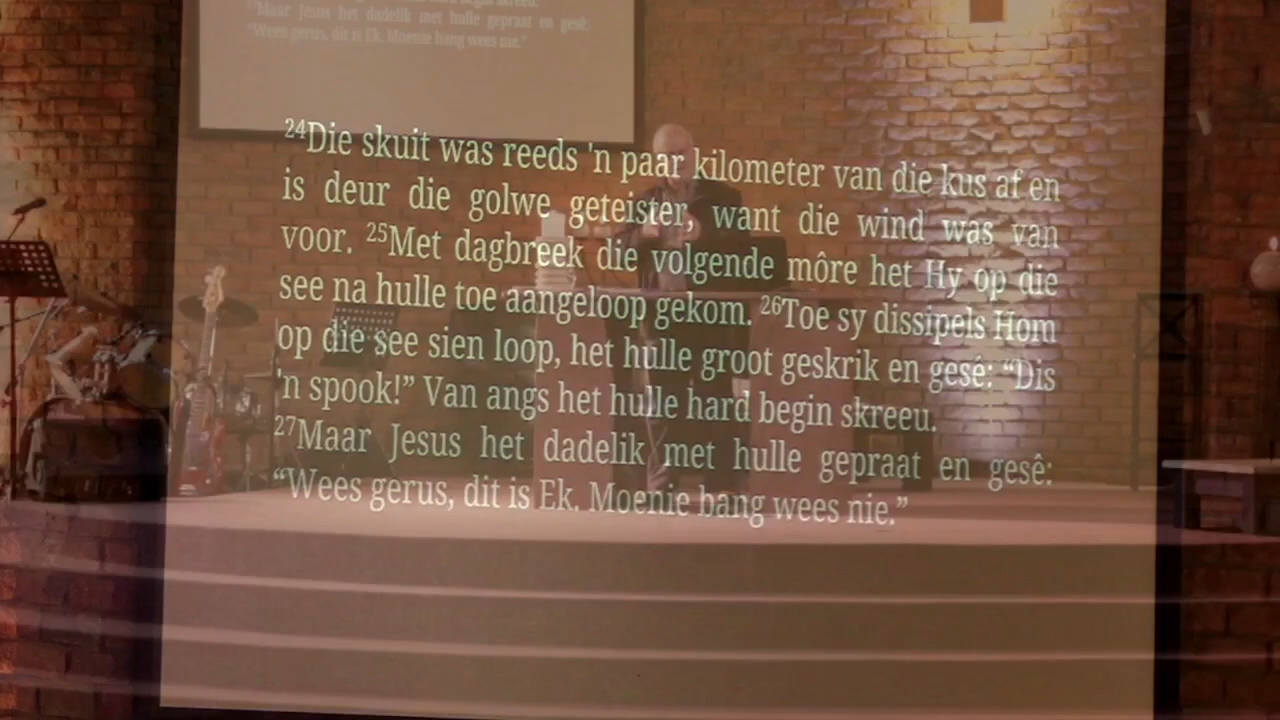 ²⁷Maar Jesus het dadelik met hulle gepraat en gesê:
“Wees gerus, dit is Ek. Moenie bang wees nie.”
²⁴Die skuit was reeds 'n paar kilometer van die kus af en
is deur die golwe geteister, want die wind was van
voor. ²⁵Met dagbreek die volgende môre het Hy op die
see na hulle toe aangeloop gekom. ²⁶Toe sy dissipels Hom
op die see sien loop, het hulle groot geskrik en gesê: “Dis
'n spook!” Van angs het hulle hard begin skreeu.
²⁷Maar Jesus het dadelik met hulle gepraat en gesê:
“Wees gerus, dit is Ek. Moenie bang wees nie.”